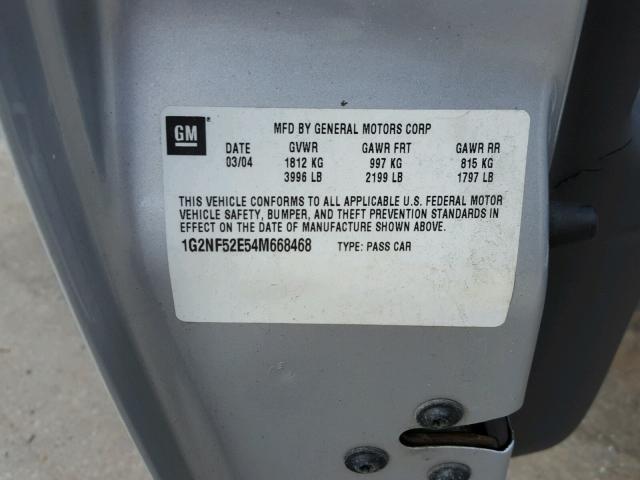 GM® MFD BY GENERAL MOTORS CORP
DATE GVWR GAWR FRT GAWR RR
03/04 1812 KG 997 KG 815 KG
3996 LB 2199 LB 1797 LB
THIS VEHICLE CONFORMS TO ALL APPLICABLE U.S. FEDERAL MOTOR
VEHICLE SAFETY, BUMPER, AND THEFT PREVENTION STANDARDS IN
EFFECT ON THE DATE OF MANUFACTURE SHOWN ABOVE.
1G2NF52E54M668468 TYPE: PASS CAR